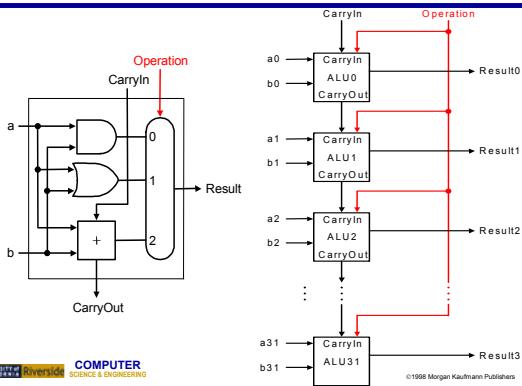 Operation
CarryIn
a
0
1
Result
b
+
2
CarryOut
CarryIn
Operation
a0
CarryIn
b0
ALU0
Result0
CarryOut
a1
CarryIn
b1
ALU1
Result1
CarryOut
a2
CarryIn
b2
ALU2
Result2
CarryOut
a31
CarryIn
b31
ALU31
Result3
Riverside
COMPUTER
SCIENCE & ENGINEERING
©1998 Morgan Kaufmann Publishers